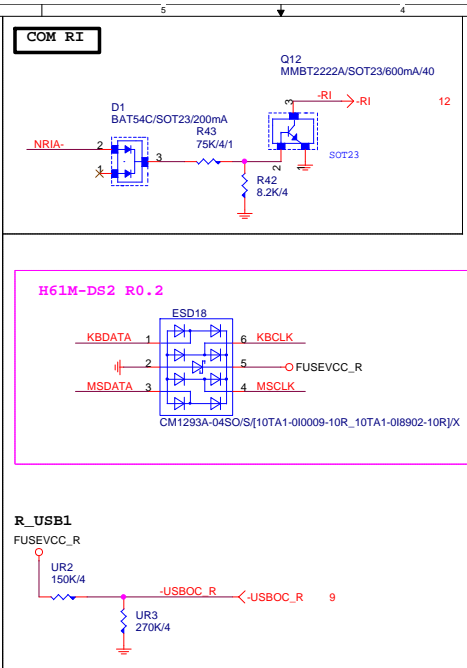 5
4
COM RI
Q12
MMBT2222A/SOT23/600mA/40
D1
BAT54C/SOT23/200mA
R43
75K/4/1
3
-RI
-RI
12
NRIA-
2
3
1
SOT23
2
1
R42
8.2K/4
H61M-DS2 R0.2
ESD18
KBDATA
1
6
KBCLK
2
5
FUSEVCC_R
MSDATA
3
4
MSCLK
CM1293A-04SO/S/[10TA1-0I0009-10R_10TA1-0I8902-10R]/X
R_USB1
FUSEVCC_R
UR2
150K/4
-USBOC_R
-USBOC_R
9
UR3
270K/4